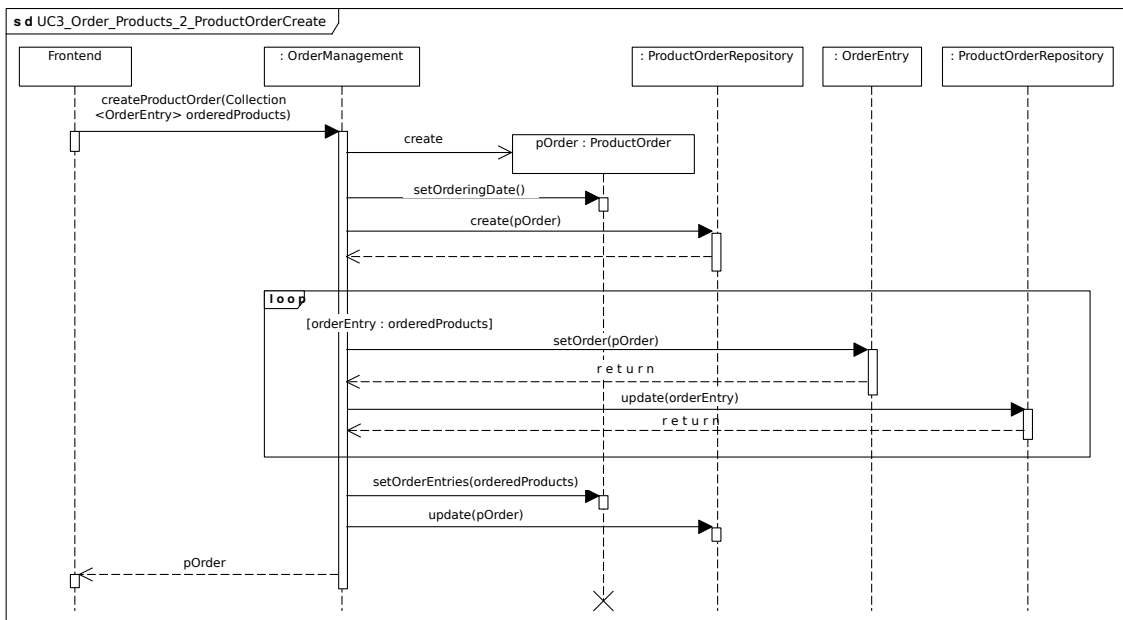 sd UC3_Order_Products_2_ProductOrderCreate
Frontend
: OrderManagement
: ProductOrderRepository
: OrderEntry
: ProductOrderRepository
createProductOrder(Collection
<OrderEntry> orderedProducts)
create
pOrder : ProductOrder
setOrderingDate()
create(pOrder)
loop
[orderEntry : orderedProducts]
setOrder(pOrder)
return
update(orderEntry)
return
setOrderEntries(orderedProducts)
update(pOrder)
pOrder